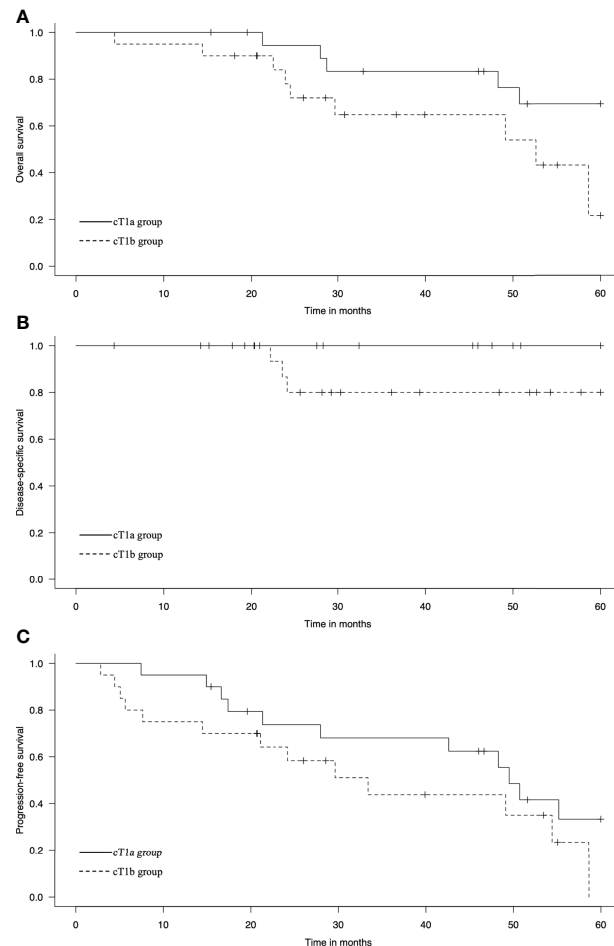 A
1.0
0.8
0.6
0.4
0.2
0.0
Overall survival
cT1a group
cT1b group
0 10 20 30 40 50 60
Time in months
B
1.0
0.8
0.6
0.4
0.2
0.0
Disease-specific survival
cT1a group
cT1b group
0 10 20 30 40 50 60
Time in months
C
1.0
0.8
0.6
0.4
0.2
0.0
Progression-free survival
cT1a group
cT1b group
0 10 20 30 40 50 60
Time in months